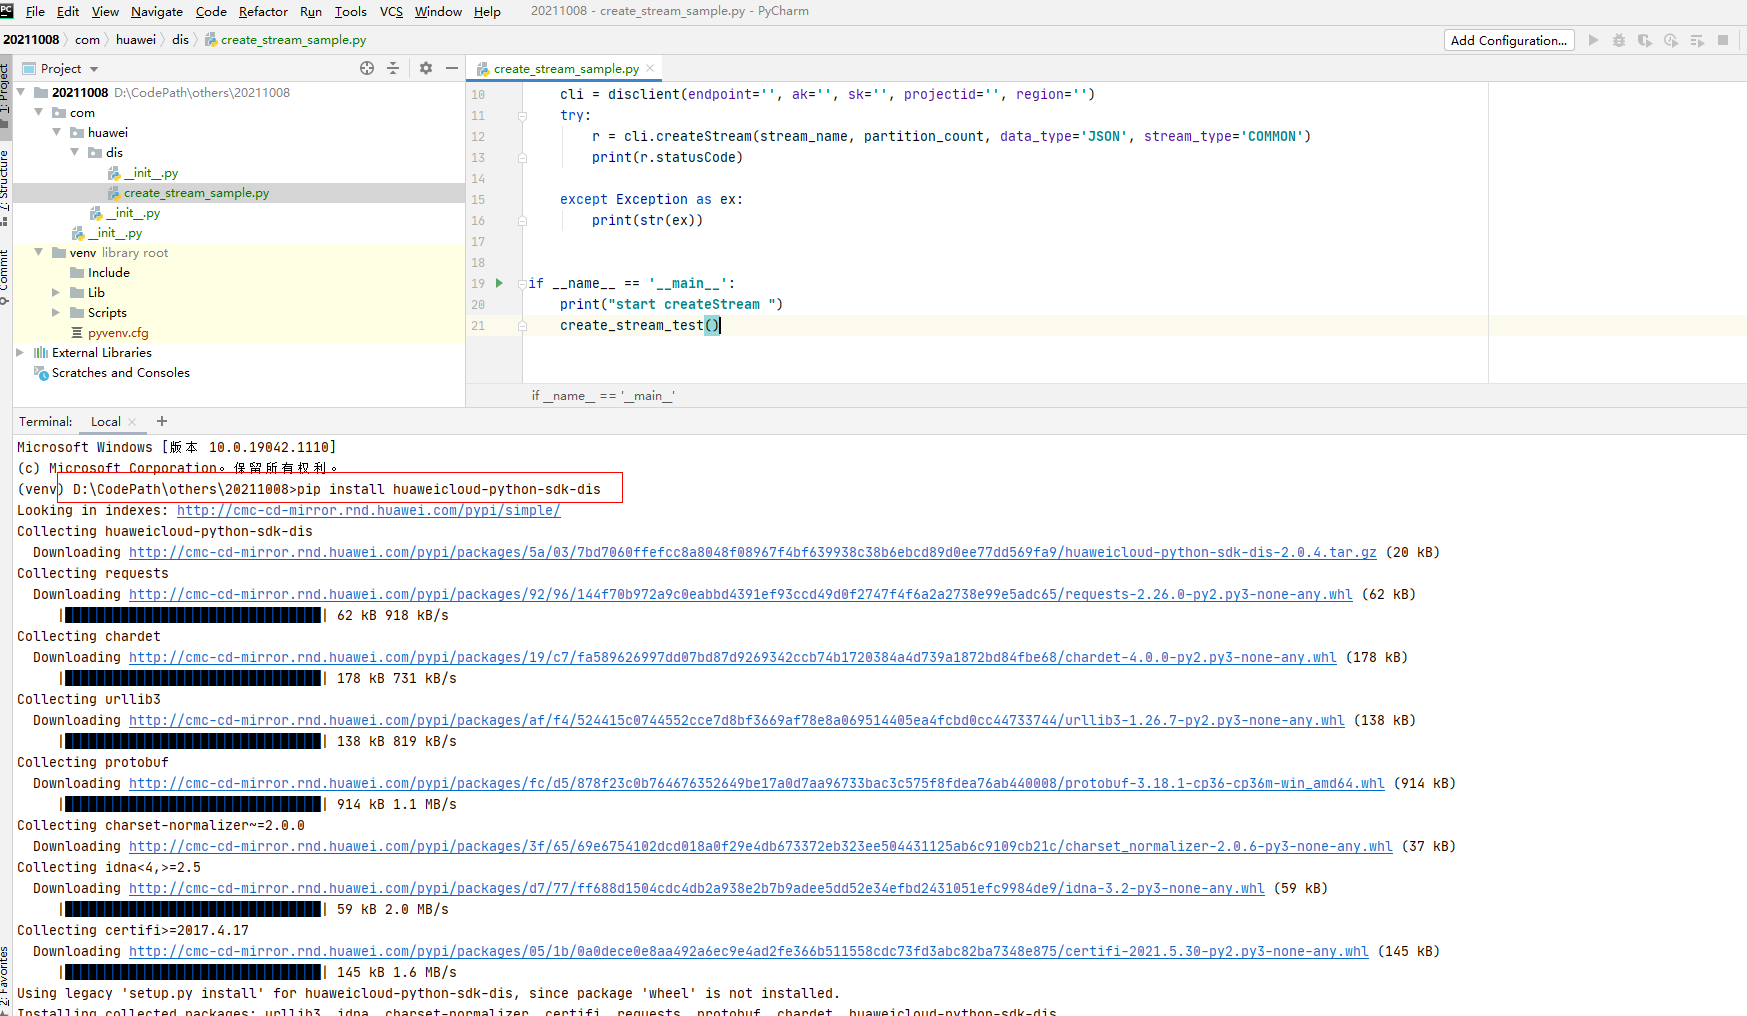 PC File Edit View Navigate Code Refactor Run Tools VCS Window Help 20211008 - create_stream_sample.py - PyCharm
20211008 com huawei dis create_stream_sample.py Add Configuration...
1: Project
7: Structure
Commit
2: Favorites
Project
20211008 D:\CodePath\others\20211008
com
huawei
dis
__init__.py
create_stream_sample.py
__init__.py
__init__.py
venv library root
Include
Lib
Scripts
pyvenv.cfg
External Libraries
Scratches and Consoles
create_stream_sample.py
10 cli = disclient(endpoint='', ak='', sk='', projectid='', region='')
11 try:
12 r = cli.createStream(stream_name, partition_count, data_type='JSON', stream_type='COMMON')
13 print(r.statusCode)
14
15 except Exception as ex:
16 print(str(ex))
17
18
19 if __name__ == '__main__':
20 print("start createStream ")
21 create_stream_test()
if __name__ == '__main__'
Terminal: Local +
Microsoft Windows [版本 10.0.19042.1110]
(c) Microsoft Corporation。保留所有权利。
(venv) D:\CodePath\others\20211008>pip install huaweicloud-python-sdk-dis
Looking in indexes: http://cmc-cd-mirror.rnd.huawei.com/pypi/simple/
Collecting huaweicloud-python-sdk-dis
Downloading http://cmc-cd-mirror.rnd.huawei.com/pypi/packages/5a/03/7bd7060ffefcc8a8048f08967f4bf639938c38b6ebcd89d0ee77dd569fa9/huaweicloud-python-sdk-dis-2.0.4.tar.gz (20 kB)
Collecting requests
Downloading http://cmc-cd-mirror.rnd.huawei.com/pypi/packages/92/96/144f70b972a9c0eabbd4391ef93ccd49d0f2747f4f6a2a2738e99e5adc65/requests-2.26.0-py2.py3-none-any.whl (62 kB)
62 kB 918 kB/s
Collecting chardet
Downloading http://cmc-cd-mirror.rnd.huawei.com/pypi/packages/19/c7/fa589626997dd07bd87d9269342ccb74b1720384a4d739a1872bd84fbe68/chardet-4.0.0-py2.py3-none-any.whl (178 kB)
178 kB 731 kB/s
Collecting urllib3
Downloading http://cmc-cd-mirror.rnd.huawei.com/pypi/packages/af/f4/524415c0744552cce7d8bf3669af78e8a069514405ea4fcbd0cc44733744/urllib3-1.26.7-py2.py3-none-any.whl (138 kB)
138 kB 819 kB/s
Collecting protobuf
Downloading http://cmc-cd-mirror.rnd.huawei.com/pypi/packages/fc/d5/878f23c0b764676352649be17a0d7aa96733bac3c575f8fdea76ab440008/protobuf-3.18.1-cp36-cp36m-win_amd64.whl (914 kB)
914 kB 1.1 MB/s
Collecting charset-normalizer~=2.0.0
Downloading http://cmc-cd-mirror.rnd.huawei.com/pypi/packages/3f/65/69e6754102dcd018a0f29e4db673372eb323ee504431125ab6c9109cb21c/charset_normalizer-2.0.6-py3-none-any.whl (37 kB)
Collecting idna<4,>=2.5
Downloading http://cmc-cd-mirror.rnd.huawei.com/pypi/packages/d7/77/ff688d1504cdc4db2a938e2b7b9adee5dd52e34efbd2431051efc9984de9/idna-3.2-py3-none-any.whl (59 kB)
59 kB 2.0 MB/s
Collecting certifi>=2017.4.17
Downloading http://cmc-cd-mirror.rnd.huawei.com/pypi/packages/05/1b/0a0dece0e8aa492a6ec9e4ad2fe366b511558cdc73fd3abc82ba7348e875/certifi-2021.5.30-py2.py3-none-any.whl (145 kB)
145 kB 1.6 MB/s
Using legacy 'setup.py install' for huaweicloud-python-sdk-dis, since package 'wheel' is not installed.
Installing collected packages: urllib3, idna, charset-normalizer, certifi, requests, protobuf, chardet, huaweicloud-python-sdk-dis